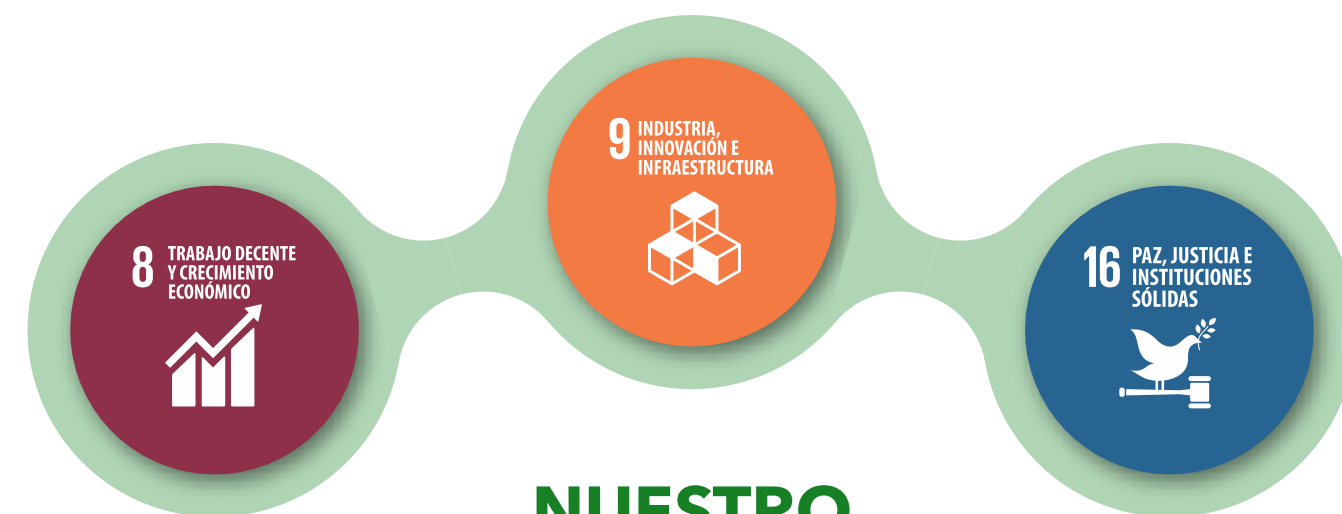 8 TRABAJO DECENTE
Y CRECIMIENTO
ECONÓMICO
9 INDUSTRIA,
INNOVACIÓN E
INFRAESTRUCTURA
16 PAZ, JUSTICIA E
INSTITUCIONES
SÓLIDAS
NUESTRO